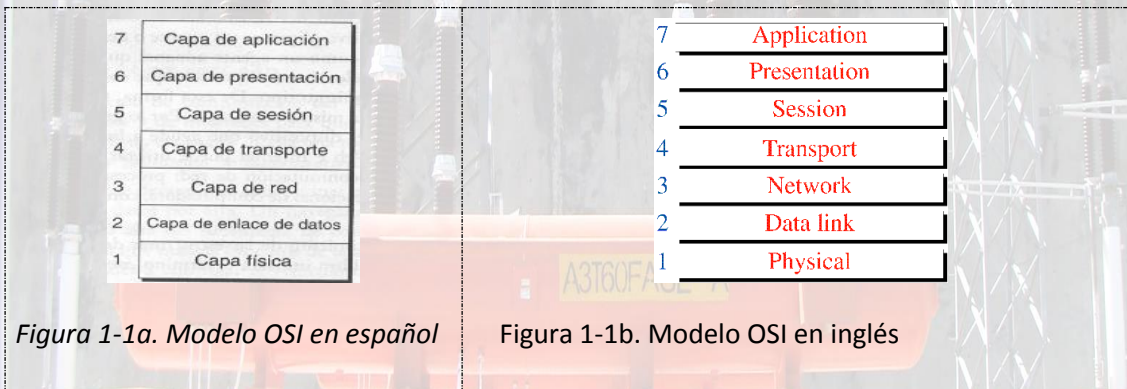 7 Capa de aplicación
6 Capa de presentación
5 Capa de sesión
4 Capa de transporte
3 Capa de red
2 Capa de enlace de datos
1 Capa física
Figura 1-1a. Modelo OSI en español
7 Application
6 Presentation
5 Session
4 Transport
3 Network
2 Data link
1 Physical
Figura 1-1b. Modelo OSI en inglés